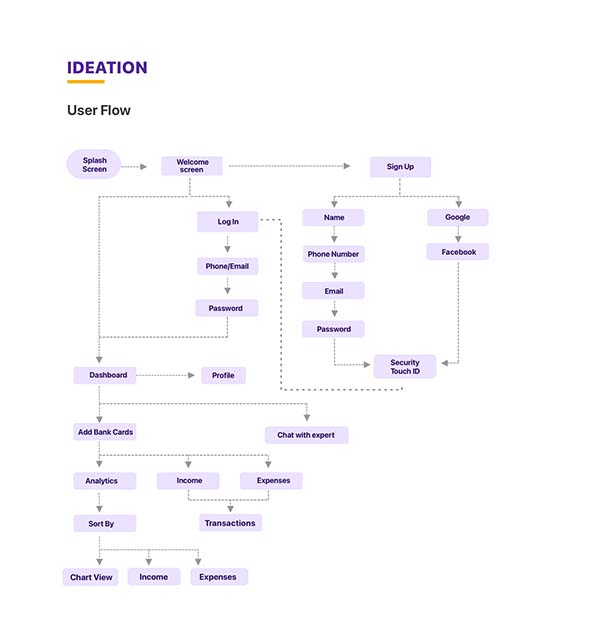 IDEATION
User Flow
Splash
Screen
Welcome
screen
Sign Up
Log In
Name
Google
Phone/Email
Phone Number
Facebook
Email
Password
Password
Security
Touch ID
Dashboard
Profile
Add Bank Cards
Chat with expert
Analytics
Income
Expenses
Sort By
Transactions
Chart View
Income
Expenses